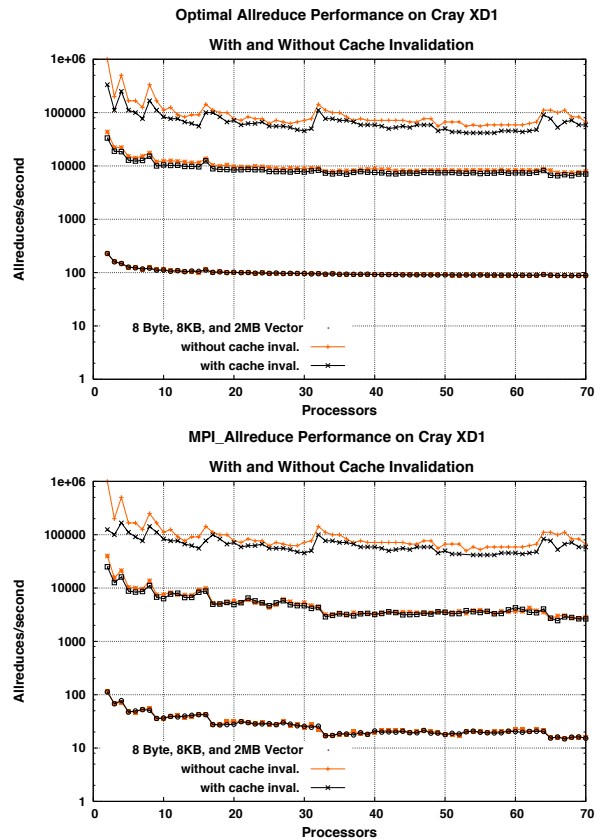 Optimal Allreduce Performance on Cray XD1
With and Without Cache Invalidation
1e+06
100000
10000
1000
100
10
1
Allreduces/second
8 Byte, 8KB, and 2MB Vector
without cache inval.
with cache inval.
0 10 20 30 40 50 60 70
Processors
MPI_Allreduce Performance on Cray XD1
With and Without Cache Invalidation
1e+06
100000
10000
1000
100
10
1
Allreduces/second
8 Byte, 8KB, and 2MB Vector
without cache inval.
with cache inval.
0 10 20 30 40 50 60 70
Processors